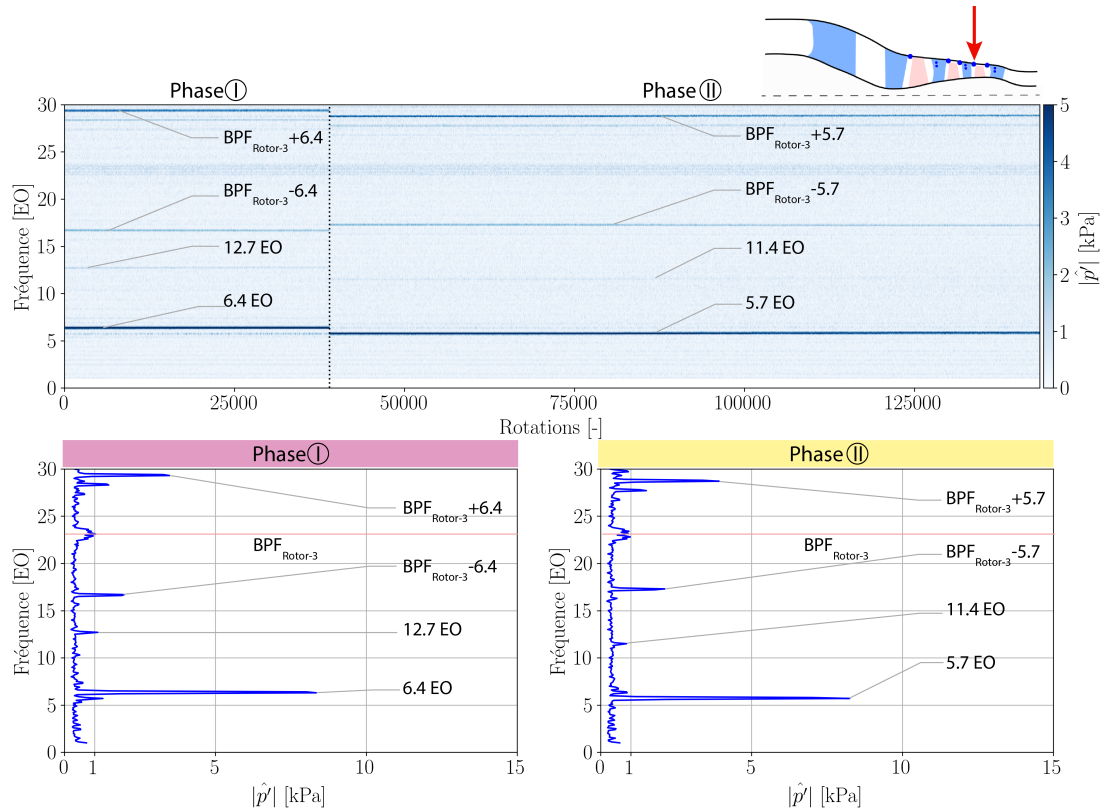 PhaseⒾ
Phase Ⅱ
30
25
20
15
10
5
0
Fréquence [EO]
BPF_Rotor-3+6.4
BPF_Rotor-3-6.4
12.7 EO
6.4 EO
BPF_Rotor-3+5.7
BPF_Rotor-3-5.7
11.4 EO
5.7 EO
5
4
3
2
1
0
|p̂'| [kPa]
0 25000 50000 75000 100000 125000
Rotations [-]
PhaseⒾ
30
25
20
15
10
5
0
Fréquence [EO]
BPF_Rotor-3+6.4
BPF_Rotor-3
BPF_Rotor-3-6.4
12.7 EO
6.4 EO
0 1 5 10 15
|p̂'| [kPa]
Phase Ⅱ
30
25
20
15
10
5
0
Fréquence [EO]
BPF_Rotor-3+5.7
BPF_Rotor-3
BPF_Rotor-3-5.7
11.4 EO
5.7 EO
0 1 5 10 15
|p̂'| [kPa]